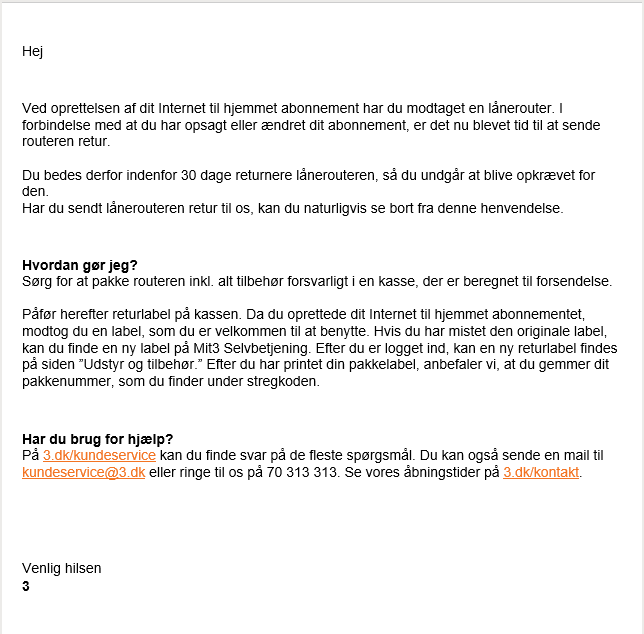 Hej
Ved oprettelsen af dit Internet til hjemmet abonnement har du modtaget en lånerouter. I
forbindelse med at du har opsagt eller ændret dit abonnement, er det nu blevet tid til at sende
routeren retur.
Du bedes derfor indenfor 30 dage returnere lånerouteren, så du undgår at blive opkrævet for
den.
Har du sendt lånerouteren retur til os, kan du naturligvis se bort fra denne henvendelse.
Hvordan gør jeg?
Sørg for at pakke routeren inkl. alt tilbehør forsvarligt i en kasse, der er beregnet til forsendelse.
Påfør herefter returlabel på kassen. Da du oprettede dit Internet til hjemmet abonnementet,
modtog du en label, som du er velkommen til at benytte. Hvis du har mistet den originale label,
kan du finde en ny label på Mit3 Selvbetjening. Efter du er logget ind, kan en ny returlabel findes
på siden ”Udstyr og tilbehør.” Efter du har printet din pakkelabel, anbefaler vi, at du gemmer dit
pakkenummer, som du finder under stregkoden.
Har du brug for hjælp?
På 3.dk/kundeservice kan du finde svar på de fleste spørgsmål. Du kan også sende en mail til
kundeservice@3.dk eller ringe til os på 70 313 313. Se vores åbningstider på 3.dk/kontakt.
Venlig hilsen
3